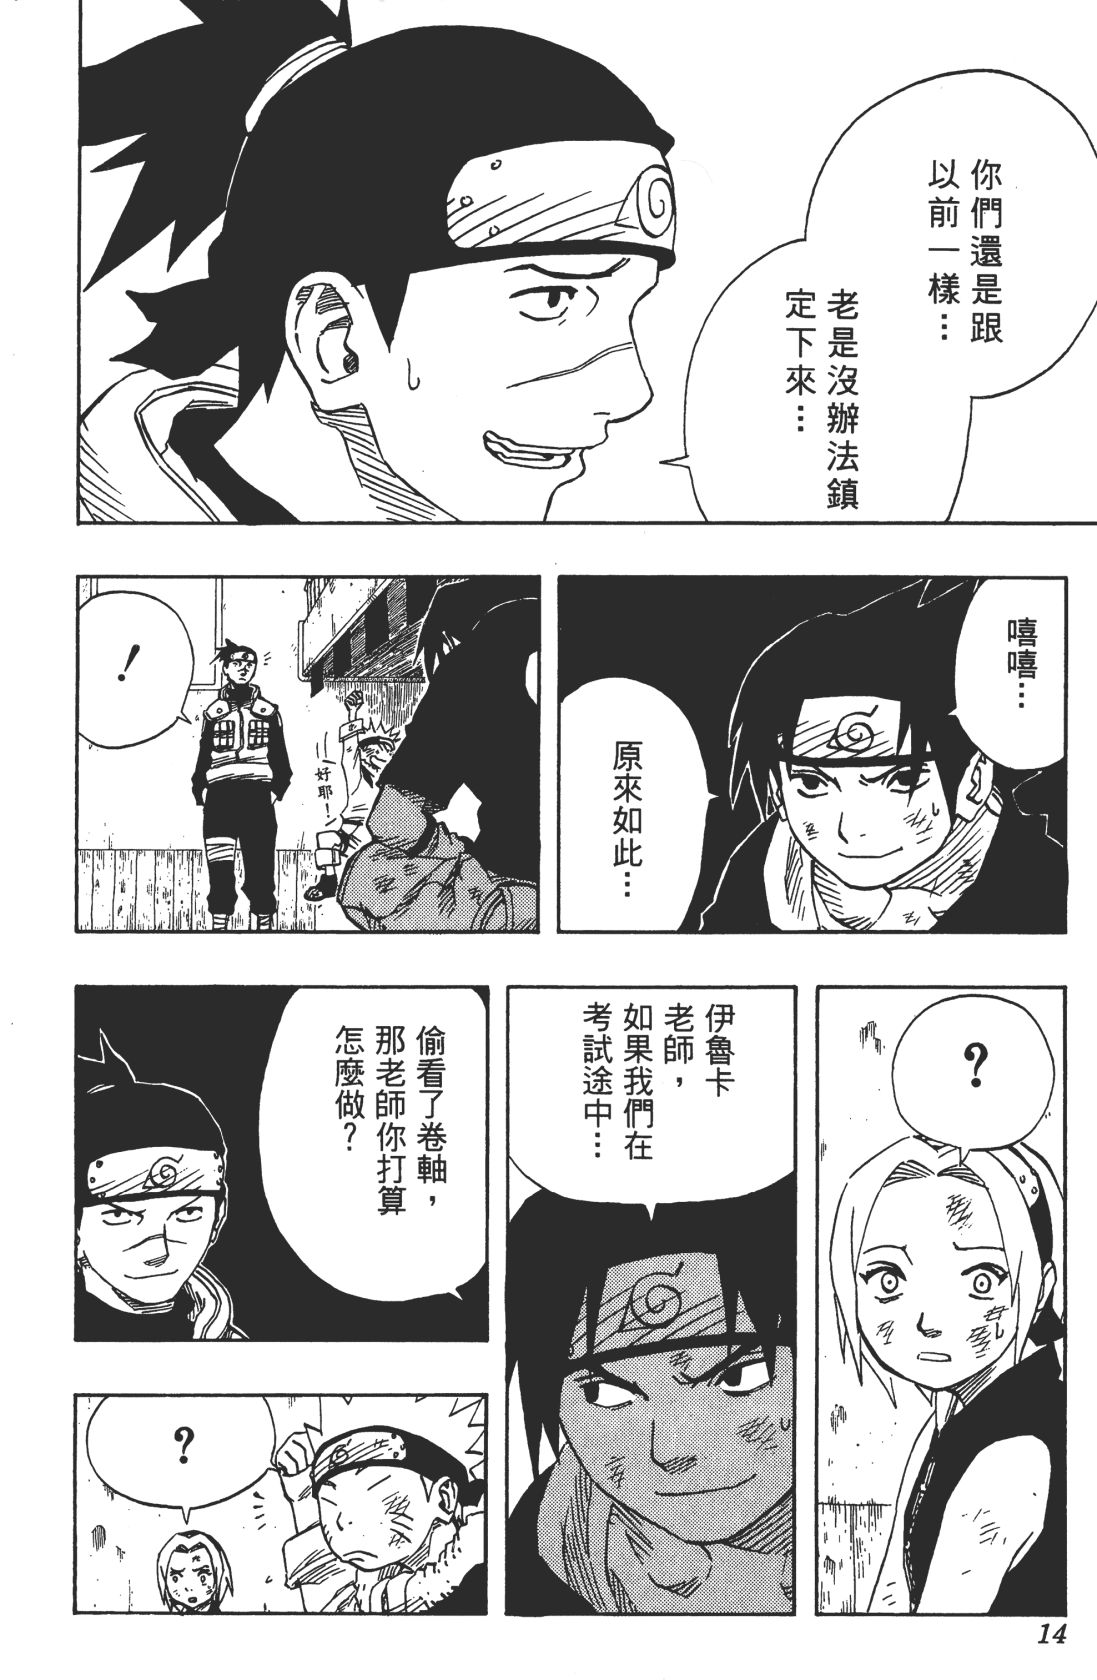 你們還是跟
以前一樣…
老是沒辦法鎮
定下來…
嘻嘻…
原來如此…
！
好耶！
？
伊魯卡
老師，
如果我們在
考試途中…
偷看了卷軸，
那老師你打算
怎麼做？
？
14